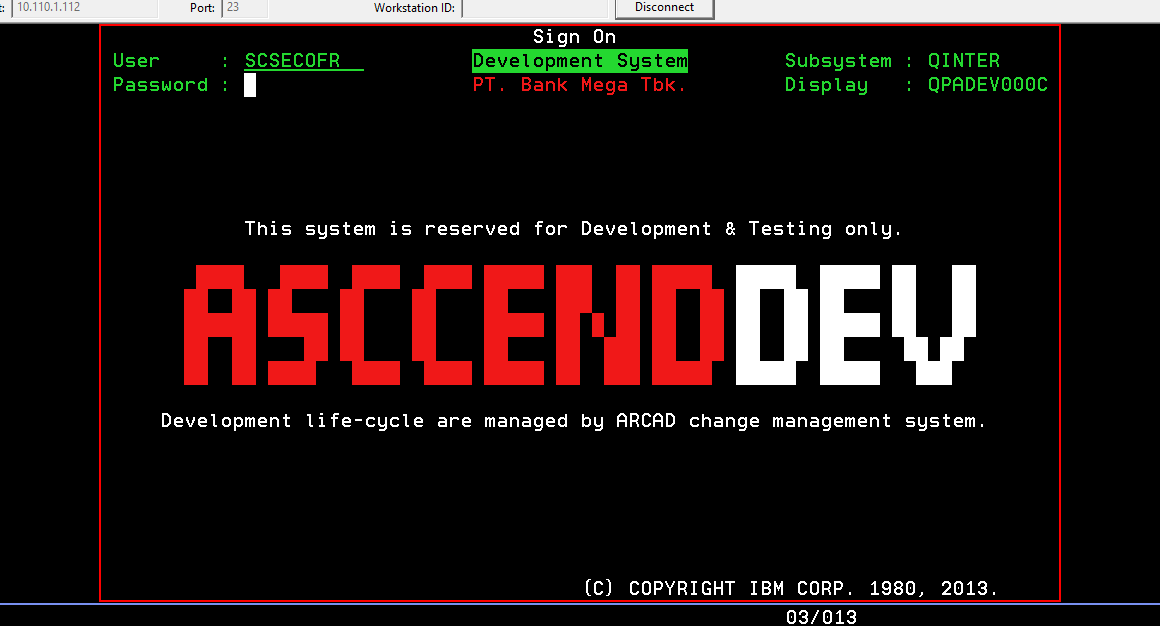 : 10.110.1.112 Port: 23 Workstation ID: Disconnect
Sign On
User : SCSECOFR Development System Subsystem : QINTER
Password : PT. Bank Mega Tbk. Display : QPADEV000C
This system is reserved for Development & Testing only.
ASCCENDDEV
Development life-cycle are managed by ARCAD change management system.
(C) COPYRIGHT IBM CORP. 1980, 2013.
03/013